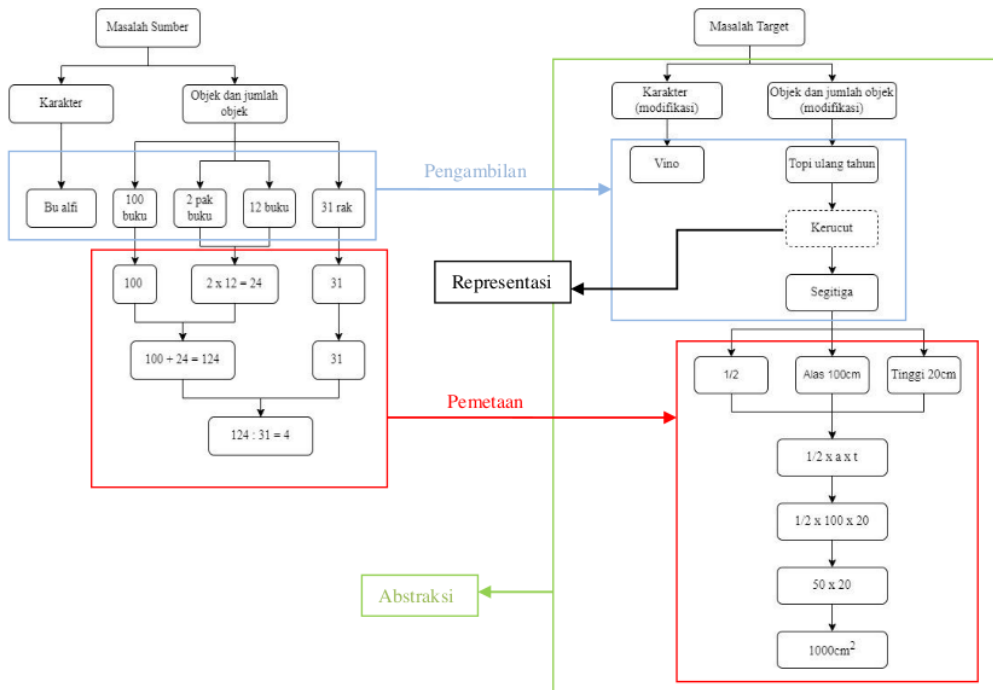 Masalah Sumber
Karakter
Objek dan jumlah
objek
Bu alfi
100
buku
2 pak
buku
12 buku
31 rak
100
2 x 12 = 24
31
100 + 24 = 124
31
124 : 31 = 4
Pengambilan
Representasi
Pemetaan
Abstraksi
Masalah Target
Karakter
(modifikasi)
Objek dan jumlah objek
(modifikasi)
Vino
Topi ulang tahun
Kerucut
Segitiga
1/2
Alas 100cm
Tinggi 20cm
1/2 x a x t
1/2 x 100 x 20
50 x 20
1000cm²